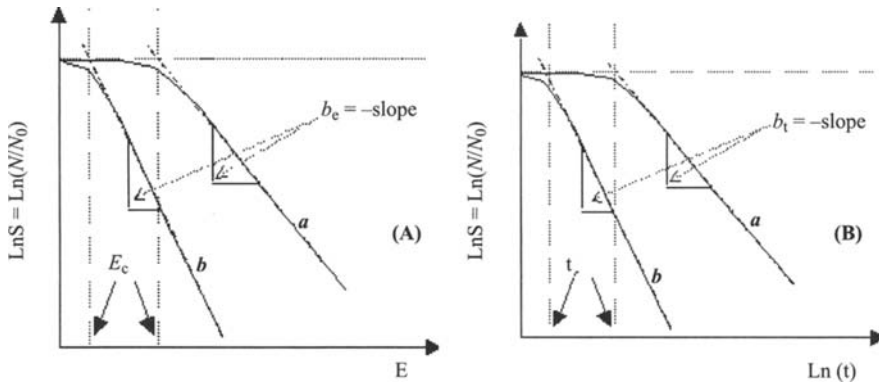 LnS = Ln(N/N0)
be = –slope
a
b
(A)
Ec
E
LnS = Ln(N/N0)
bt = –slope
a
b
(B)
t
Ln (t)